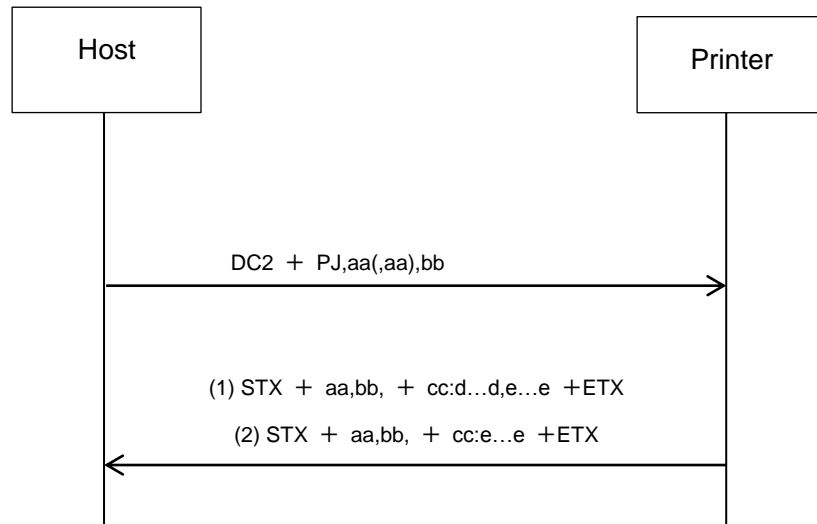 Host
Printer
DC2 ＋ PJ,aa(,aa),bb
(1) STX ＋ aa,bb, ＋ cc:d…d,e…e ＋ETX
(2) STX ＋ aa,bb, ＋ cc:e…e ＋ETX